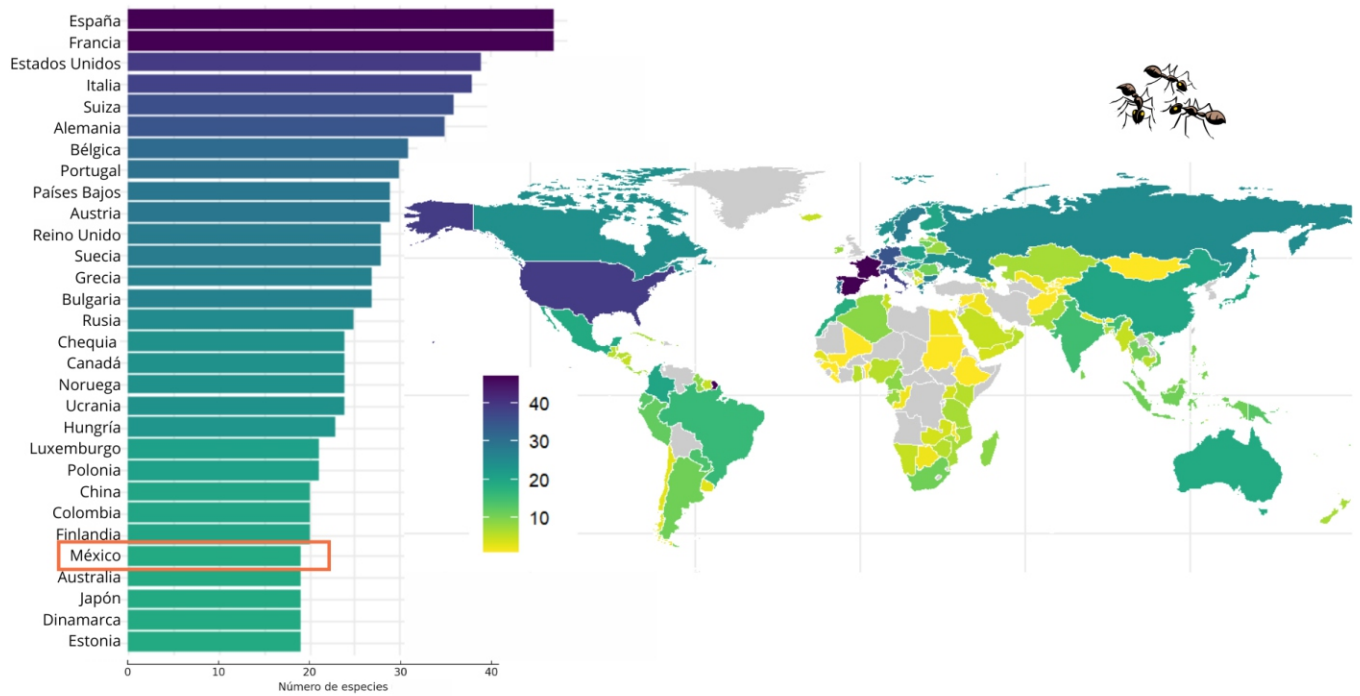 España
Francia
Estados Unidos
Italia
Suiza
Alemania
Bélgica
Portugal
Países Bajos
Austria
Reino Unido
Suecia
Grecia
Bulgaria
Rusia
Chequia
Canadá
Noruega
Ucrania
Hungría
Luxemburgo
Polonia
China
Colombia
Finlandia
México
Australia
Japón
Dinamarca
Estonia
0 10 20 30 40
Número de especies
40
30
20
10